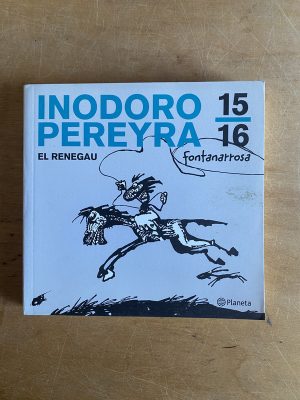 INODORO 15
PEREYRA 16
EL RENEGAU
fontanarrosa
Planeta